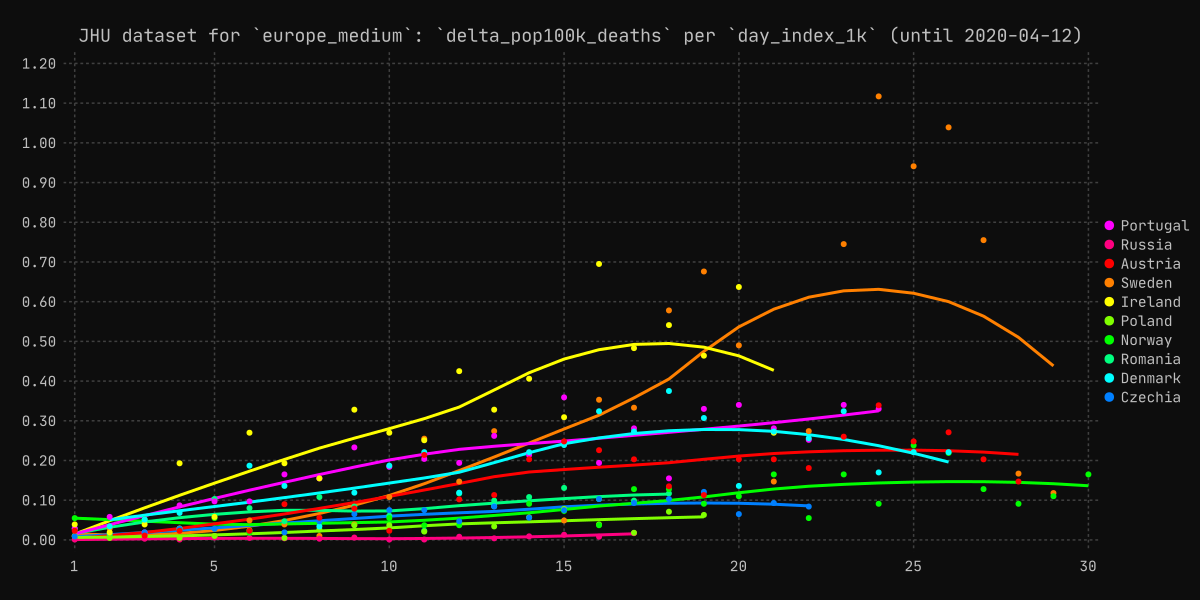 JHU dataset for `europe_medium`: `delta_pop100k_deaths` per `day_index_1k` (until 2020-04-12)
1.20
1.10
1.00
0.90
0.80
0.70
0.60
0.50
0.40
0.30
0.20
0.10
0.00
1 5 10 15 20 25 30
Portugal
Russia
Austria
Sweden
Ireland
Poland
Norway
Romania
Denmark
Czechia